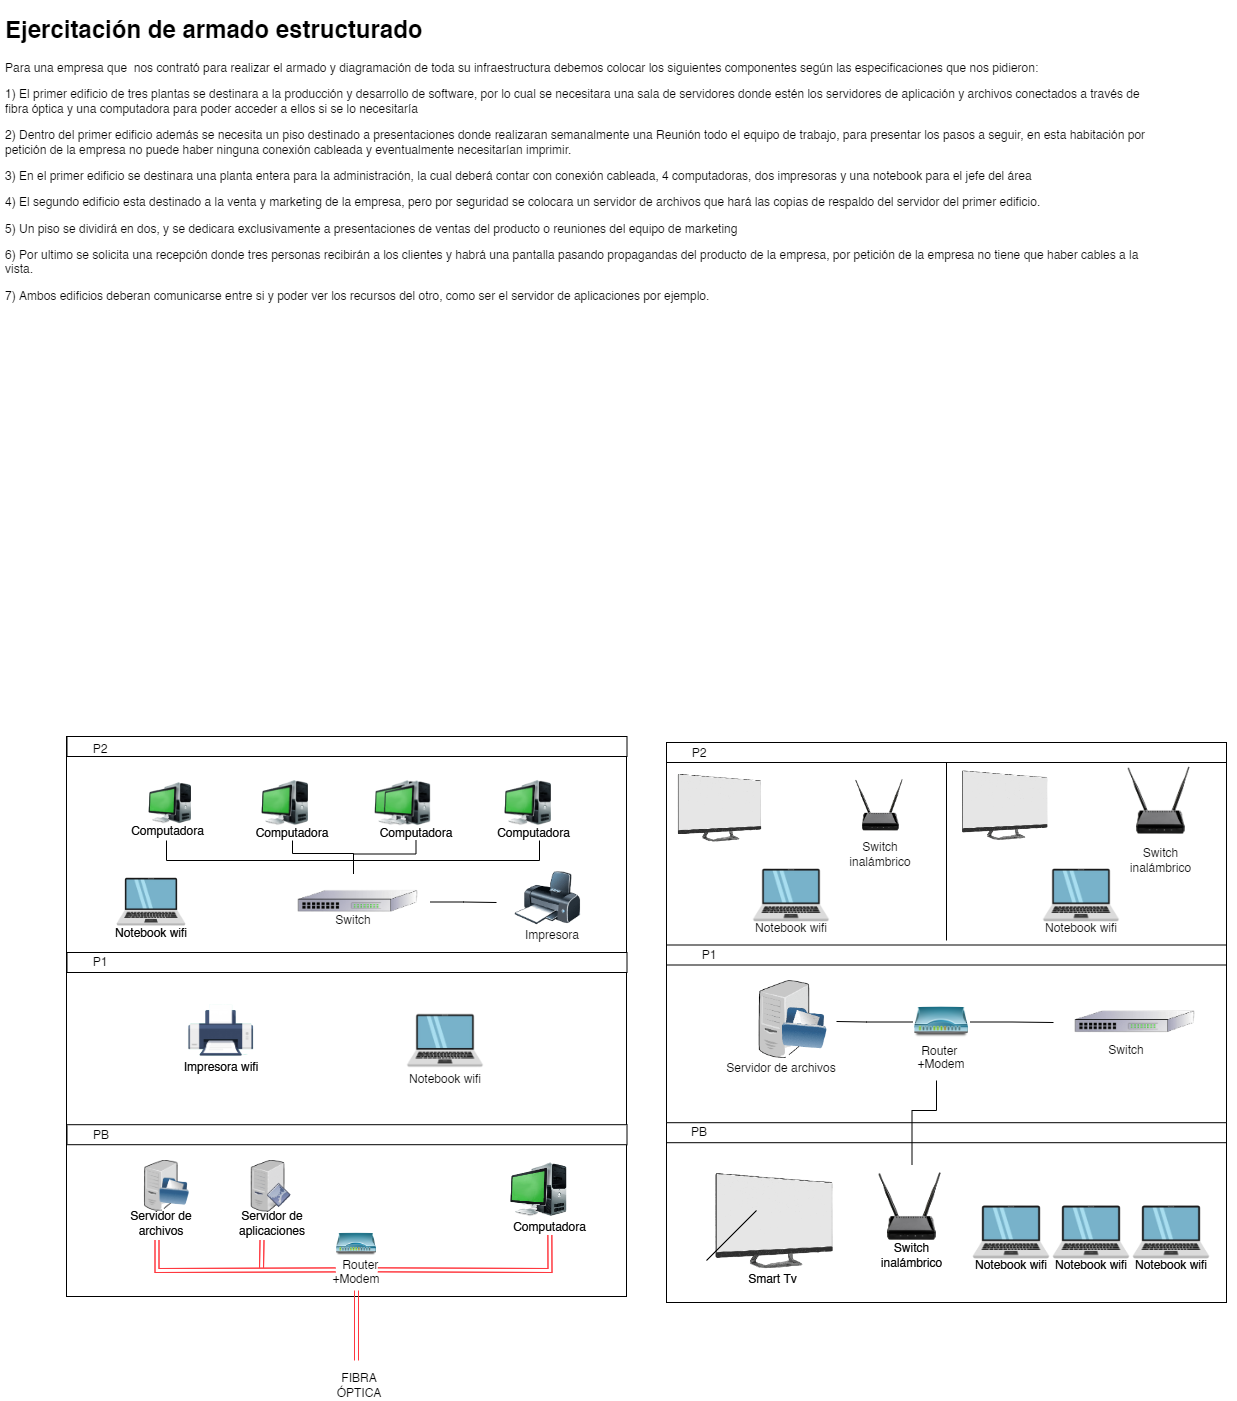 Ejercitación de armado estructurado
Para una empresa que  nos contrató para realizar el armado y diagramación de toda su infraestructura debemos colocar los siguientes componentes según las especificaciones que nos pidieron:
1) El primer edificio de tres plantas se destinara a la producción y desarrollo de software, por lo cual se necesitara una sala de servidores donde estén los servidores de aplicación y archivos conectados a través de
fibra óptica y una computadora para poder acceder a ellos si se lo necesitaría
2) Dentro del primer edificio además se necesita un piso destinado a presentaciones donde realizaran semanalmente una Reunión todo el equipo de trabajo, para presentar los pasos a seguir, en esta habitación por
petición de la empresa no puede haber ninguna conexión cableada y eventualmente necesitarían imprimir.
3) En el primer edificio se destinara una planta entera para la administración, la cual deberá contar con conexión cableada, 4 computadoras, dos impresoras y una notebook para el jefe del área
4) El segundo edificio esta destinado a la venta y marketing de la empresa, pero por seguridad se colocara un servidor de archivos que hará las copias de respaldo del servidor del primer edificio.
5) Un piso se dividirá en dos, y se dedicara exclusivamente a presentaciones de ventas del producto o reuniones del equipo de marketing
6) Por ultimo se solicita una recepción donde tres personas recibirán a los clientes y habrá una pantalla pasando propagandas del producto de la empresa, por petición de la empresa no tiene que haber cables a la
vista.
7) Ambos edificios deberan comunicarse entre si y poder ver los recursos del otro, como ser el servidor de aplicaciones por ejemplo.
P2
Computadora
Computadora
Computadora
Computadora
Notebook wifi
Switch
Impresora
P1
Impresora wifi
Notebook wifi
PB
Servidor de
archivos
Servidor de
aplicaciones
Computadora
Router
+Modem
FIBRA
ÓPTICA
P2
Switch
inalámbrico
Notebook wifi
Switch
inalámbrico
Notebook wifi
P1
Servidor de archivos
Router
+Modem
Switch
PB
Smart Tv
Switch
inalámbrico
Notebook wifi
Notebook wifi
Notebook wifi